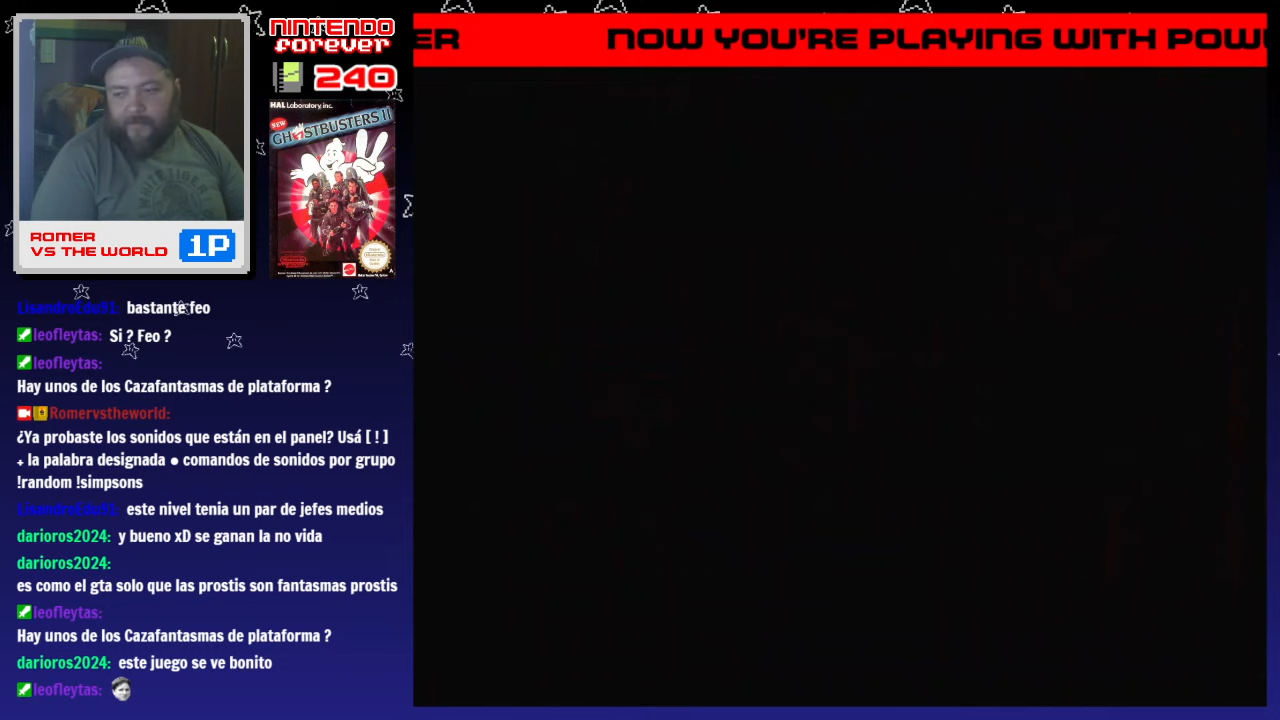 NINTENDO
forever
240
HAL Laboratory, inc.
NEW
GHOSTBUSTERS II
ROMER
VS THE WORLD
1P
ER NOW YOU'RE PLAYING WITH POW
LisandroEdu91: bastante feo
leofleytas: Si ? Feo ?
leofleytas:
Hay unos de los Cazafantasmas de plataforma ?
Romervstheworld:
¿Ya probaste los sonidos que están en el panel? Usá [ ! ]
+ la palabra designada ● comandos de sonidos por grupo
!random !simpsons
LisandroEdu91: este nivel tenia un par de jefes medios
darioros2024: y bueno xD se ganan la no vida
darioros2024:
es como el gta solo que las prostis son fantasmas prostis
leofleytas:
Hay unos de los Cazafantasmas de plataforma ?
darioros2024: este juego se ve bonito
leofleytas: